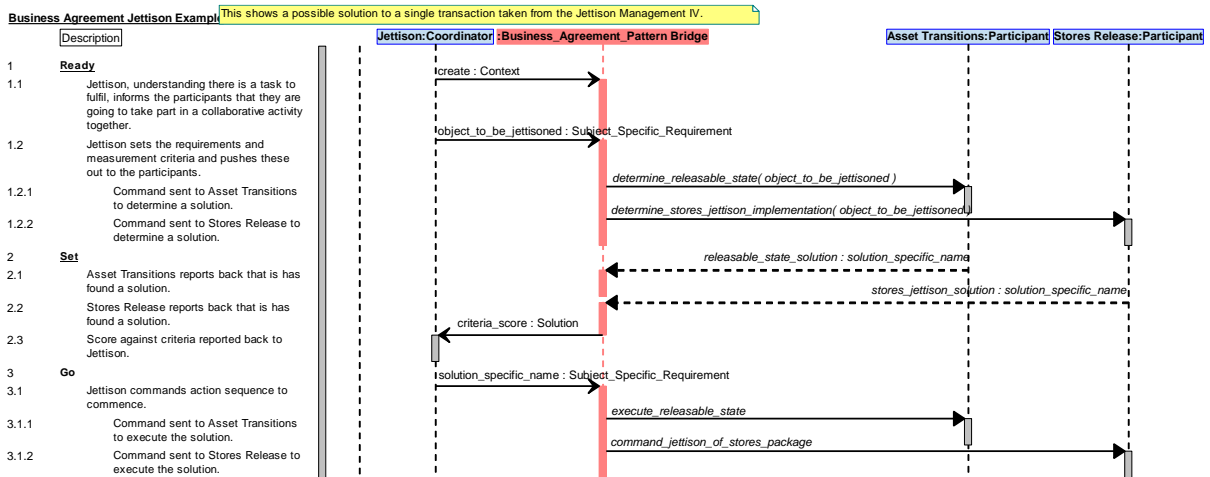 Business Agreement Jettison Example
This shows a possible solution to a single transaction taken from the Jettison Management IV.
Description
Jettison:Coordinator
:Business_Agreement_Pattern Bridge
Asset Transitions:Participant
Stores Release:Participant
1 Ready
1.1 Jettison, understanding there is a task to
fulfil, informs the participants that they are
going to take part in a collaborative activity
together.
create : Context
1.2 Jettison sets the requirements and
measurement criteria and pushes these
out to the participants.
object_to_be_jettisoned : Subject_Specific_Requirement
1.2.1 Command sent to Asset Transitions
to determine a solution.
determine_releasable_state( object_to_be_jettisoned )
1.2.2 Command sent to Stores Release to
determine a solution.
determine_stores_jettison_implementation( object_to_be_jettisoned )
2 Set
2.1 Asset Transitions reports back that is has
found a solution.
releasable_state_solution : solution_specific_name
2.2 Stores Release reports back that is has
found a solution.
stores_jettison_solution : solution_specific_name
2.3 Score against criteria reported back to
Jettison.
criteria_score : Solution
3 Go
3.1 Jettison commands action sequence to
commence.
solution_specific_name : Subject_Specific_Requirement
3.1.1 Command sent to Asset Transitions
to execute the solution.
execute_releasable_state
3.1.2 Command sent to Stores Release to
execute the solution.
command_jettison_of_stores_package